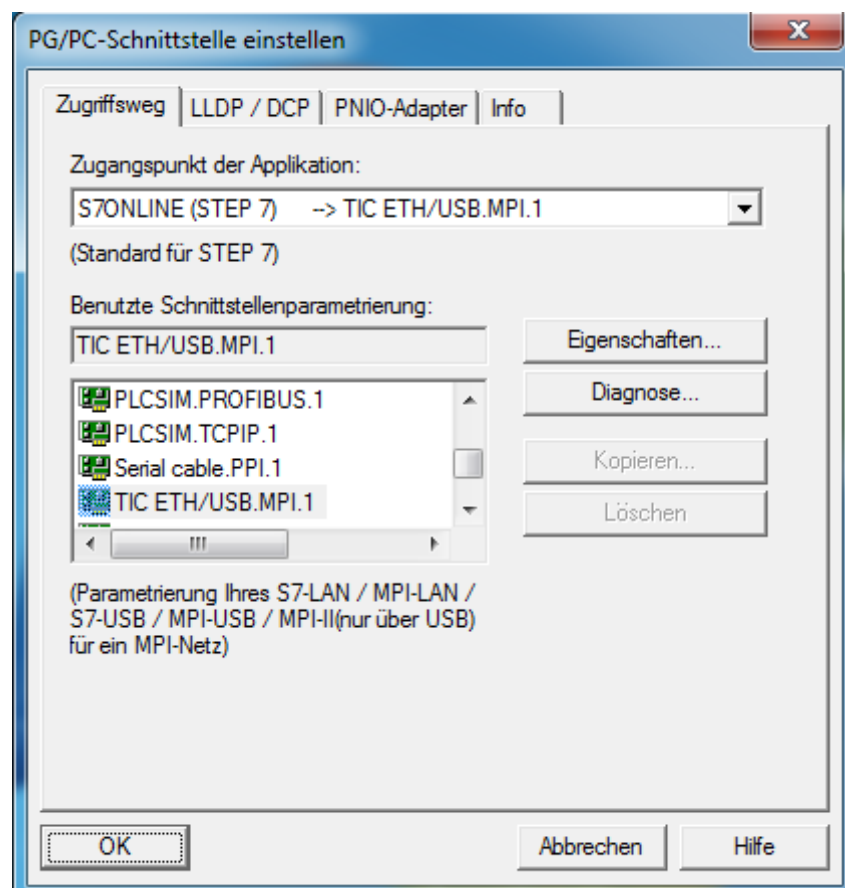 PG/PC-Schnittstelle einstellen
Zugriffsweg LLDP / DCP PNIO-Adapter Info
Zugangspunkt der Applikation:
S7ONLINE (STEP 7) --> TIC ETH/USB.MPI.1
(Standard für STEP 7)
Benutzte Schnittstellenparametrierung:
TIC ETH/USB.MPI.1
Eigenschaften...
PLCSIM.PROFIBUS.1
Diagnose...
PLCSIM.TCPIP.1
Serial cable.PPI.1
Kopieren...
TIC ETH/USB.MPI.1
Löschen
(Parametrierung Ihres S7-LAN / MPI-LAN /
S7-USB / MPI-USB / MPI-II(nur über USB)
für ein MPI-Netz)
OK Abbrechen Hilfe